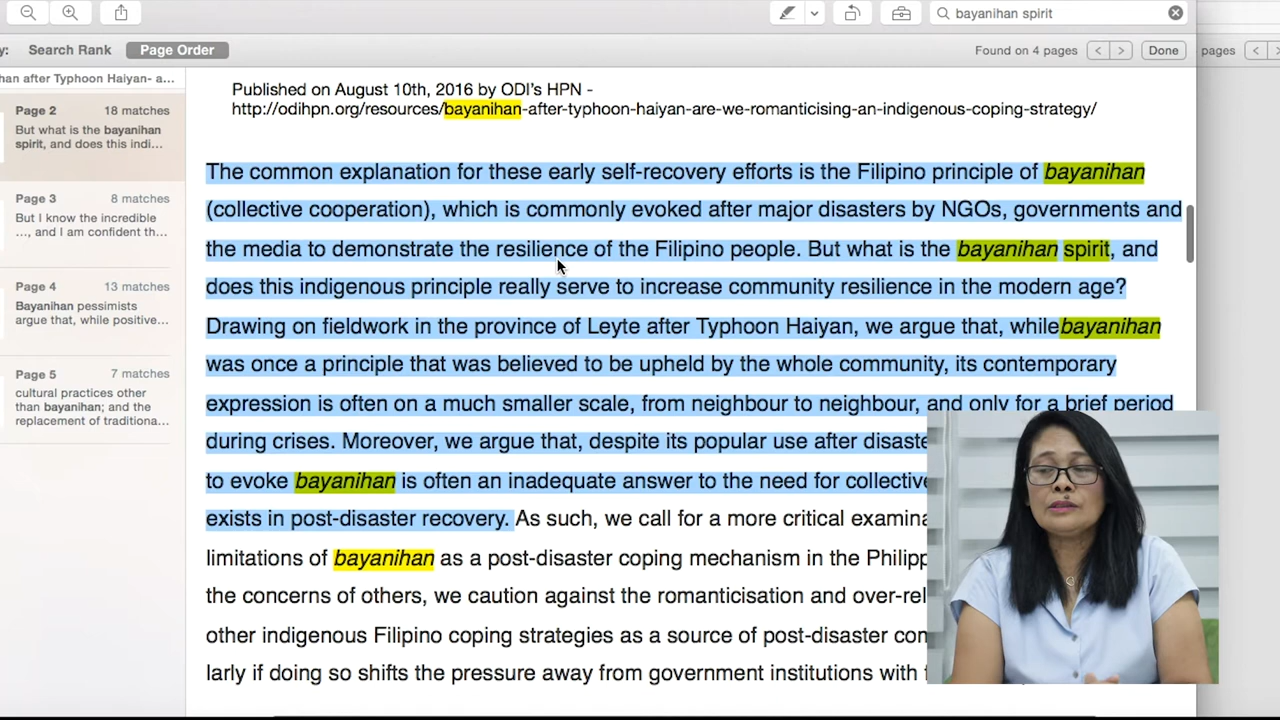 bayanihan spirit
y:
Search Rank
Page Order
Found on 4 pages
Done
pages
han after Typhoon Haiyan- a...
Page 2
18 matches
But what is the bayanihan
spirit, and does this indi...
Page 3
8 matches
But I know the incredible
..., and I am confident th...
Page 4
13 matches
Bayanihan pessimists
argue that, while positive...
Page 5
7 matches
cultural practices other
than bayanihan; and the
replacement of traditiona...
Published on August 10th, 2016 by ODI's HPN -
http://odihpn.org/resources/bayanihan-after-typhoon-haiyan-are-we-romanticising-an-indigenous-coping-strategy/
The common explanation for these early self-recovery efforts is the Filipino principle of bayanihan
(collective cooperation), which is commonly evoked after major disasters by NGOs, governments and
the media to demonstrate the resilience of the Filipino people. But what is the bayanihan spirit, and
does this indigenous principle really serve to increase community resilience in the modern age?
Drawing on fieldwork in the province of Leyte after Typhoon Haiyan, we argue that, whilebayanihan
was once a principle that was believed to be upheld by the whole community, its contemporary
expression is often on a much smaller scale, from neighbour to neighbour, and only for a brief period
during crises. Moreover, we argue that, despite its popular use after disaste
to evoke bayanihan is often an inadequate answer to the need for collective
exists in post-disaster recovery. As such, we call for a more critical examina
limitations of bayanihan as a post-disaster coping mechanism in the Philipp
the concerns of others, we caution against the romanticisation and over-rel
other indigenous Filipino coping strategies as a source of post-disaster con
larly if doing so shifts the pressure away from government institutions with